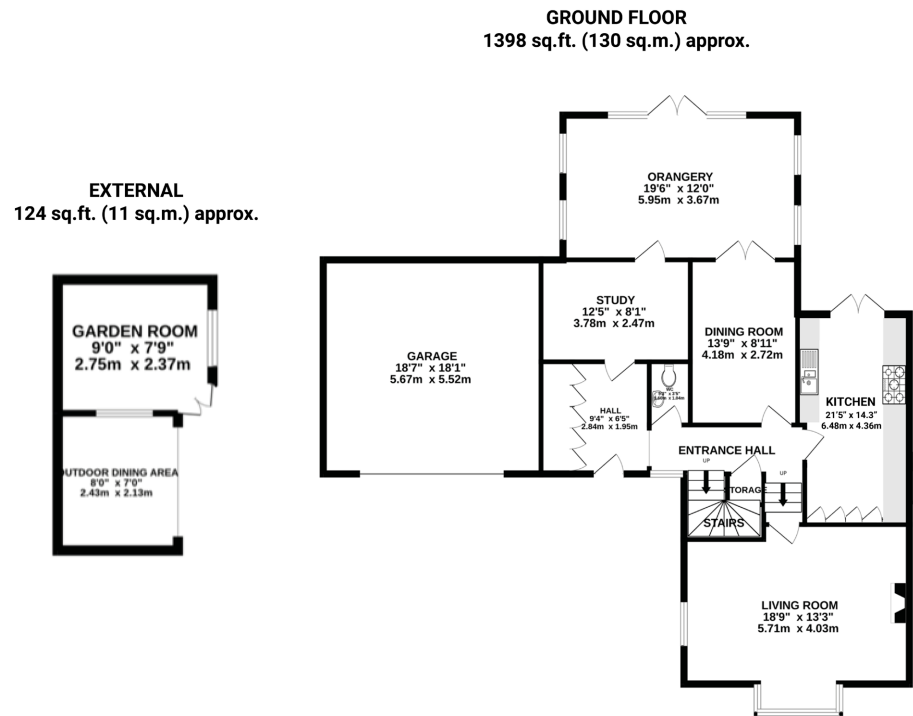 GROUND FLOOR
1398 sq.ft. (130 sq.m.) approx.
EXTERNAL
124 sq.ft. (11 sq.m.) approx.
ORANGERY
19'6" x 12'0"
5.95m x 3.67m
GARDEN ROOM
9'0" x 7'9"
2.75m x 2.37m
OUTDOOR DINING AREA
8'0" x 7'0"
2.43m x 2.13m
GARAGE
18'7" x 18'1"
5.67m x 5.52m
STUDY
12'5" x 8'1"
3.78m x 2.47m
DINING ROOM
13'9" x 8'11"
4.18m x 2.72m
HALL
9'4" x 6'5"
2.84m x 1.95m
WC
KITCHEN
21'5" x 14.3"
6.48m x 4.36m
ENTRANCE HALL
UP
UP
STORAGE
STAIRS
LIVING ROOM
18'9" x 13'3"
5.71m x 4.03m